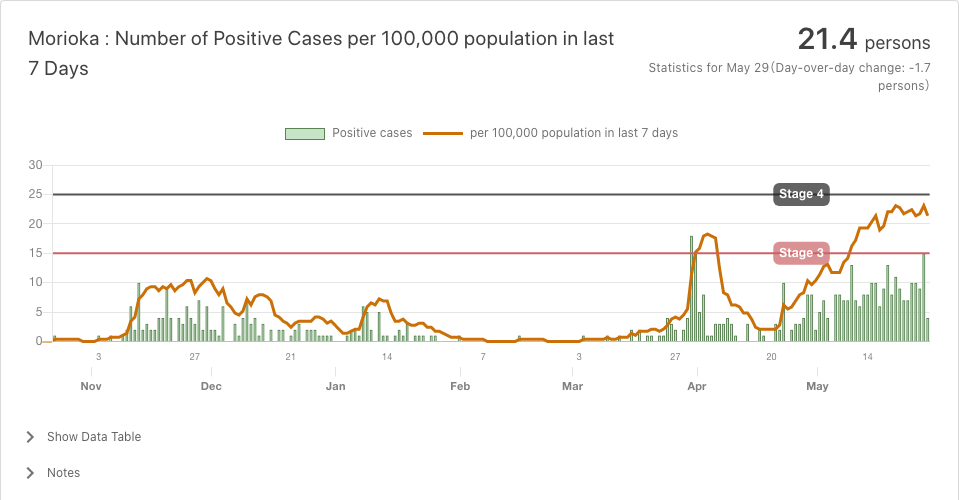 Morioka : Number of Positive Cases per 100,000 population in last
7 Days
21.4 persons
Statistics for May 29(Day-over-day change: -1.7
persons)
Positive cases per 100,000 population in last 7 days
30
25
20
15
10
5
0
Stage 4
Stage 3
3 27 21 14 7 3 27 20 14
Nov Dec Jan Feb Mar Apr May
Show Data Table
Notes